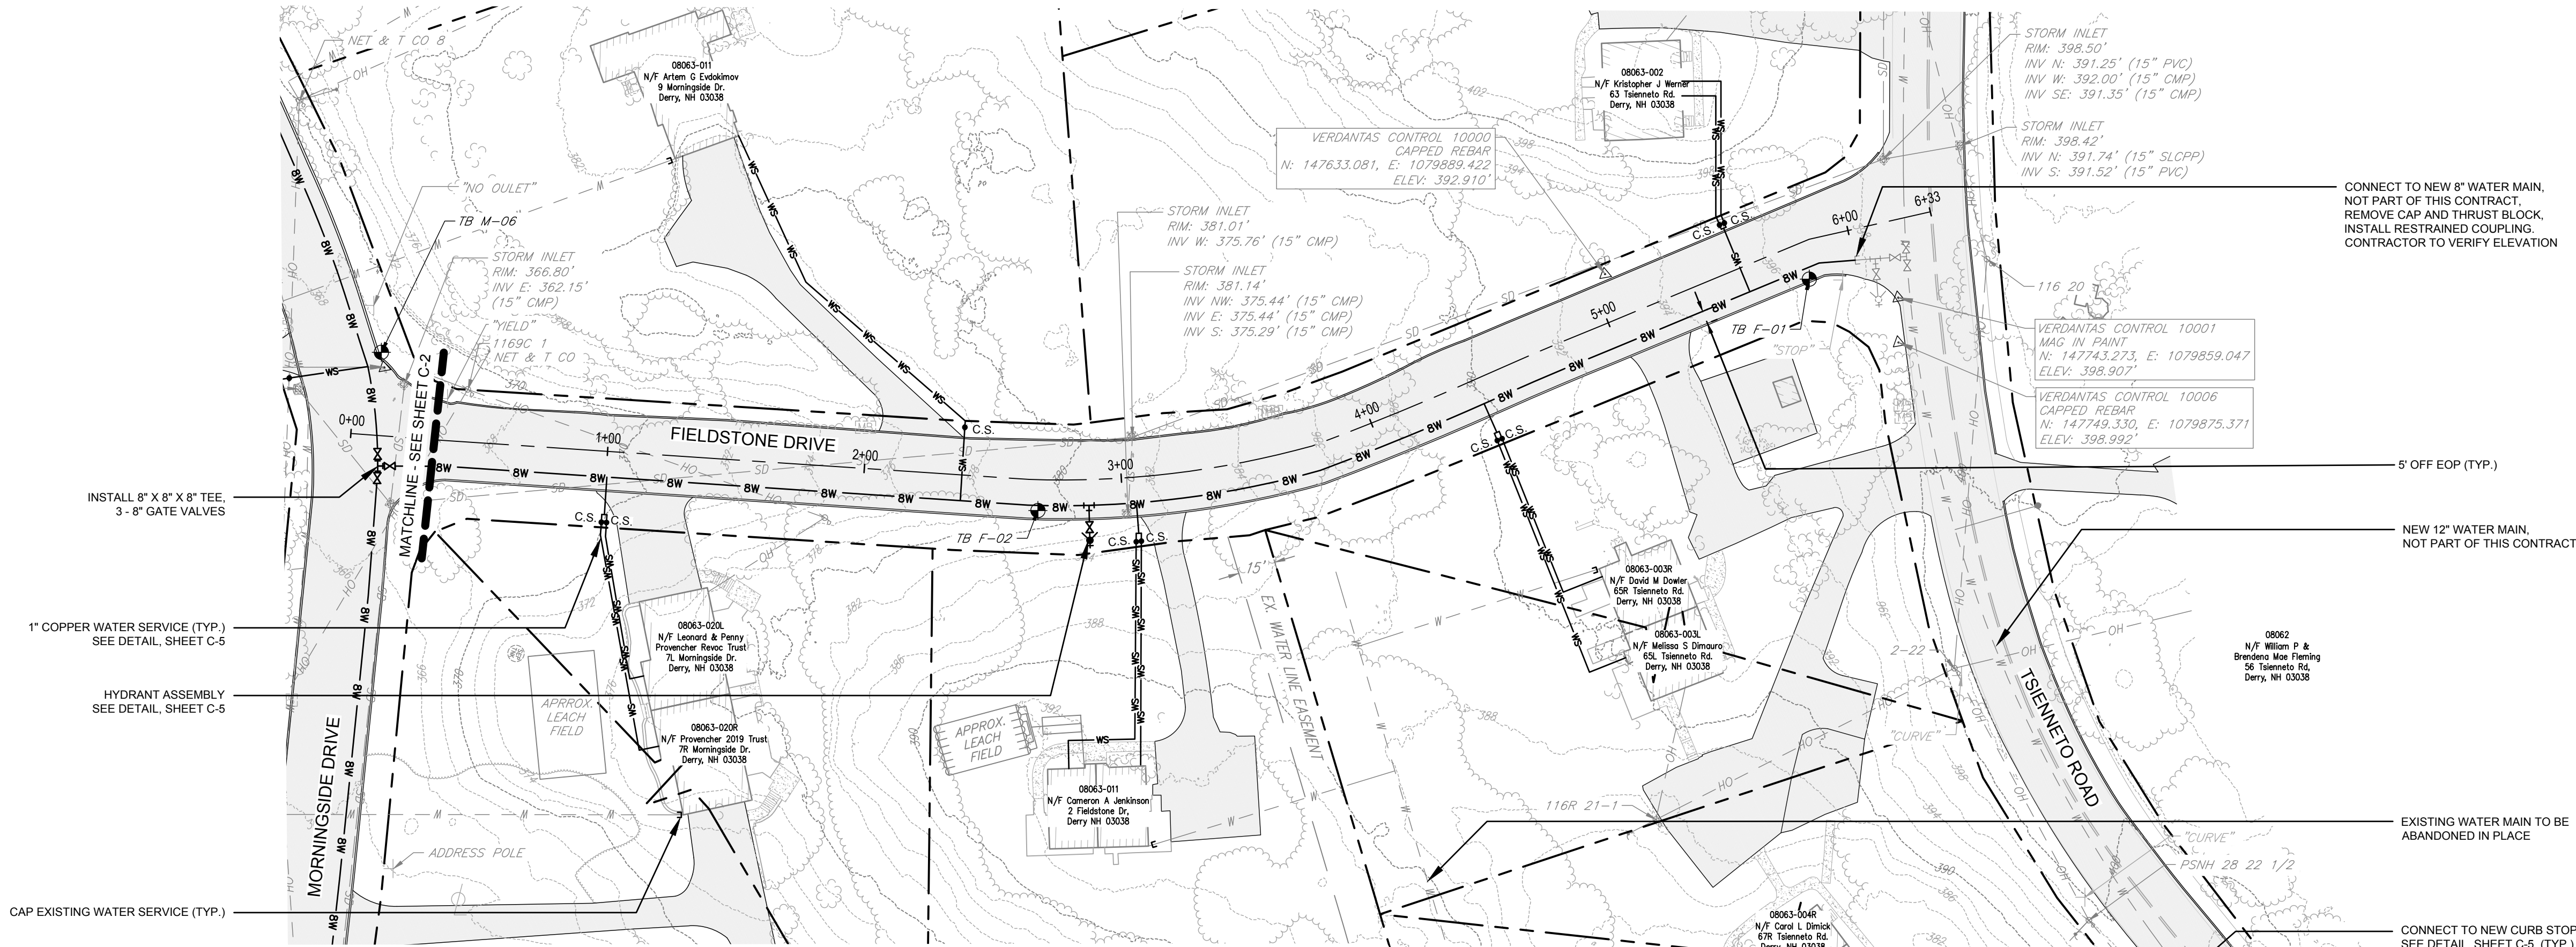 NET & T CO 8
OH
08063-011
N/F Artem G Evdokimov
9 Morningside Dr.
Derry, NH 03038
"NO OULET"
TB M-06
STORM INLET
RIM: 366.80'
INV E: 362.15'
(15" CMP)
"YIELD"
1169C 1
NET & T CO
MATCHLINE - SEE SHEET C-2
VERDANTAS CONTROL 10000
CAPPED REBAR
N: 147633.081, E: 1079889.422
ELEV: 392.910'
STORM INLET
RIM: 381.01'
INV W: 375.76' (15" CMP)
STORM INLET
RIM: 381.14'
INV NW: 375.44' (15" CMP)
INV E: 375.44' (15" CMP)
INV S: 375.29' (15" CMP)
08063-002
N/F Kristopher J Werner
63 Tsienneto Rd.
Derry, NH 03038
STORM INLET
RIM: 398.50'
INV N: 391.25' (15" PVC)
INV W: 392.00' (15" CMP)
INV SE: 391.35' (15" CMP)
STORM INLET
RIM: 398.42'
INV N: 391.74' (15" SLCPP)
INV S: 391.52' (15" PVC)
CONNECT TO NEW 8" WATER MAIN,
NOT PART OF THIS CONTRACT,
REMOVE CAP AND THRUST BLOCK,
INSTALL RESTRAINED COUPLING.
CONTRACTOR TO VERIFY ELEVATION
116 20
VERDANTAS CONTROL 10001
MAG IN PAINT
N: 147743.273, E: 1079859.047
ELEV: 398.907'
VERDANTAS CONTROL 10006
CAPPED REBAR
N: 147749.330, E: 1079875.371
ELEV: 398.992'
C.S.
C.S.
TB F-01
"STOP"
0+00
1+00
2+00
3+00
4+00
5+00
6+00
6+33
FIELDSTONE DRIVE
8W
WS
C.S.
INSTALL 8" X 8" X 8" TEE,
3 - 8" GATE VALVES
C.S.
C.S.
TB F-02
C.S.
C.S.
C.S.
C.S.
5' OFF EOP (TYP.)
NEW 12" WATER MAIN,
NOT PART OF THIS CONTRACT
15'
EX. WATER LINE EASEMENT
1" COPPER WATER SERVICE (TYP.)
SEE DETAIL, SHEET C-5
HYDRANT ASSEMBLY
SEE DETAIL, SHEET C-5
08063-020L
N/F Leonard & Penny
Provencher Revoc Trust
7L Morningside Dr.
Derry, NH 03038
08063-003R
N/F David M Dowler
65R Tsienneto Rd.
Derry, NH 03038
08063-003L
N/F Melissa S Dimauro
65L Tsienneto Rd.
Derry, NH 03038
08062
N/F William P &
Brendena Mae Fleming
56 Tsienneto Rd,
Derry, NH 03038
2-22
TSIENNETO ROAD
"CURVE"
APRROX.
LEACH
FIELD
APPROX.
LEACH
FIELD
08063-020R
N/F Provencher 2019 Trust
7R Morningside Dr.
Derry, NH 03038
08063-011
N/F Cameron A Jenkinson
2 Fieldstone Dr,
Derry NH 03038
MORNINGSIDE DRIVE
ADDRESS POLE
116R 21-1
"CURVE"
PSNH 28 22 1/2
EXISTING WATER MAIN TO BE
ABANDONED IN PLACE
CAP EXISTING WATER SERVICE (TYP.)
08063-004R
N/F Carol L Dimick
67R Tsienneto Rd.
Derry, NH 03038
CONNECT TO NEW CURB STOP
SEE DETAIL, SHEET C-5 (TYP.)